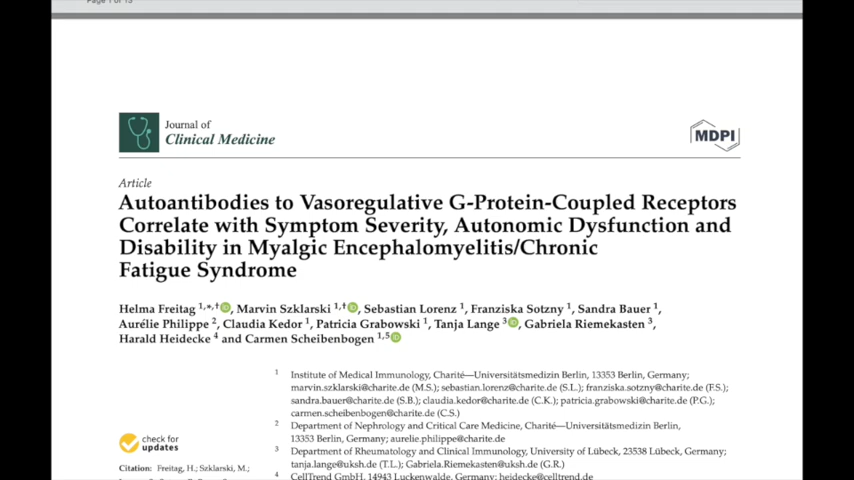 Page 1 of 13
Journal of
Clinical Medicine
MDPI
Article
Autoantibodies to Vasoregulative G-Protein-Coupled Receptors
Correlate with Symptom Severity, Autonomic Dysfunction and
Disability in Myalgic Encephalomyelitis/Chronic
Fatigue Syndrome
Helma Freitag 1,*,† iD, Marvin Szklarski 1,† iD, Sebastian Lorenz 1, Franziska Sotzny 1, Sandra Bauer 1,
Aurélie Philippe 2, Claudia Kedor 1, Patricia Grabowski 1, Tanja Lange 3 iD, Gabriela Riemekasten 3,
Harald Heidecke 4 and Carmen Scheibenbogen 1,5 iD
1 Institute of Medical Immunology, Charité—Universitätsmedizin Berlin, 13353 Berlin, Germany;
marvin.szklarski@charite.de (M.S.); sebastian.lorenz@charite.de (S.L.); franziska.sotzny@charite.de (F.S.);
sandra.bauer@charite.de (S.B.); claudia.kedor@charite.de (C.K.); patricia.grabowski@charite.de (P.G.);
carmen.scheibenbogen@charite.de (C.S.)
2 Department of Nephrology and Critical Care Medicine, Charité—Universitätsmedizin Berlin,
13353 Berlin, Germany; aurelie.philippe@charite.de
3 Department of Rheumatology and Clinical Immunology, University of Lübeck, 23538 Lübeck, Germany;
tanja.lange@uksh.de (T.L.); Gabriela.Riemekasten@uksh.de (G.R.)
4 CellTrend GmbH, 14943 Luckenwalde, Germany; heidecke@celltrend.de
check for
updates
Citation: Freitag, H.; Szklarski, M.;